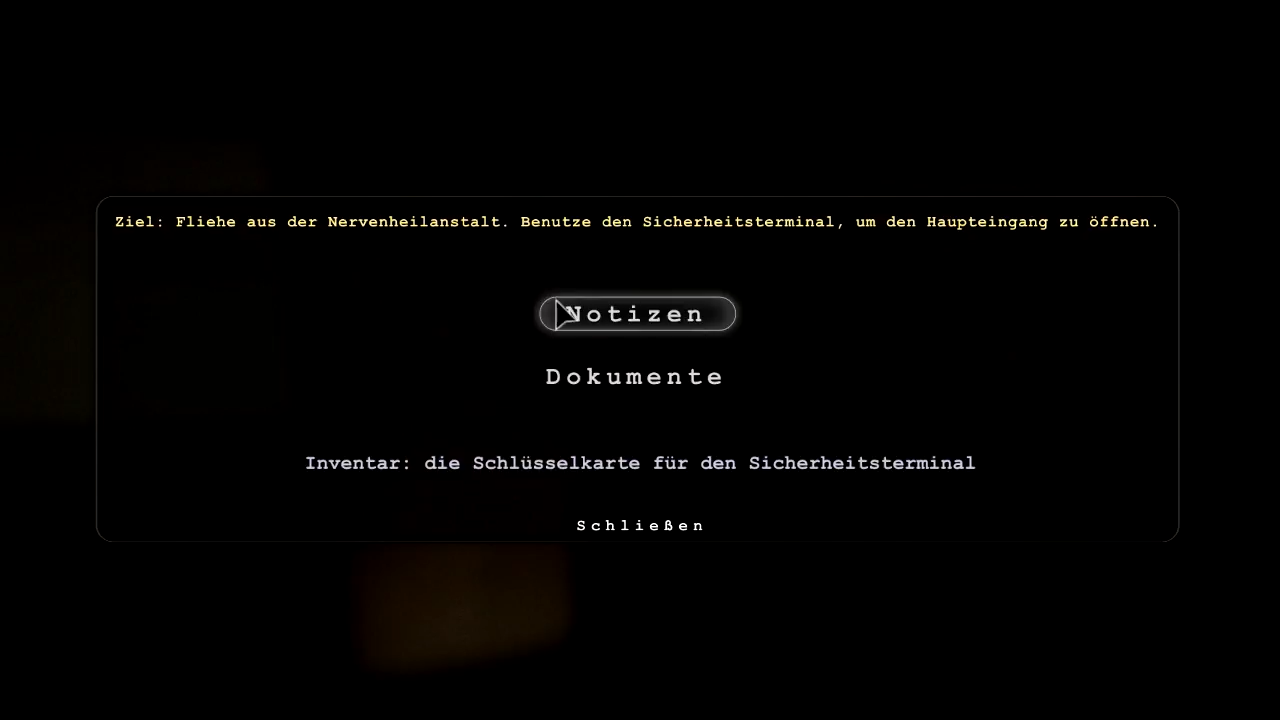 Ziel: Fliehe aus der Nervenheilanstalt. Benutze den Sicherheitsterminal, um den Haupteingang zu öffnen.
Notizen
Dokumente
Inventar: die Schlüsselkarte für den Sicherheitsterminal
Schließen